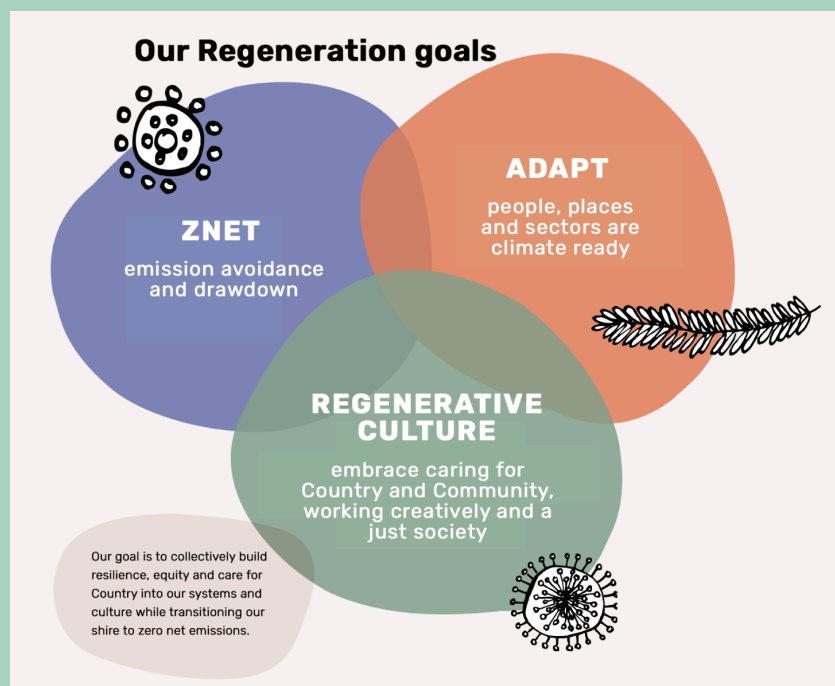 Our Regeneration goals
ZNET
emission avoidance
and drawdown
ADAPT
people, places
and sectors are
climate ready
REGENERATIVE
CULTURE
embrace caring for
Country and Community,
working creatively and a
just society
Our goal is to collectively build
resilience, equity and care for
Country into our systems and
culture while transitioning our
shire to zero net emissions.